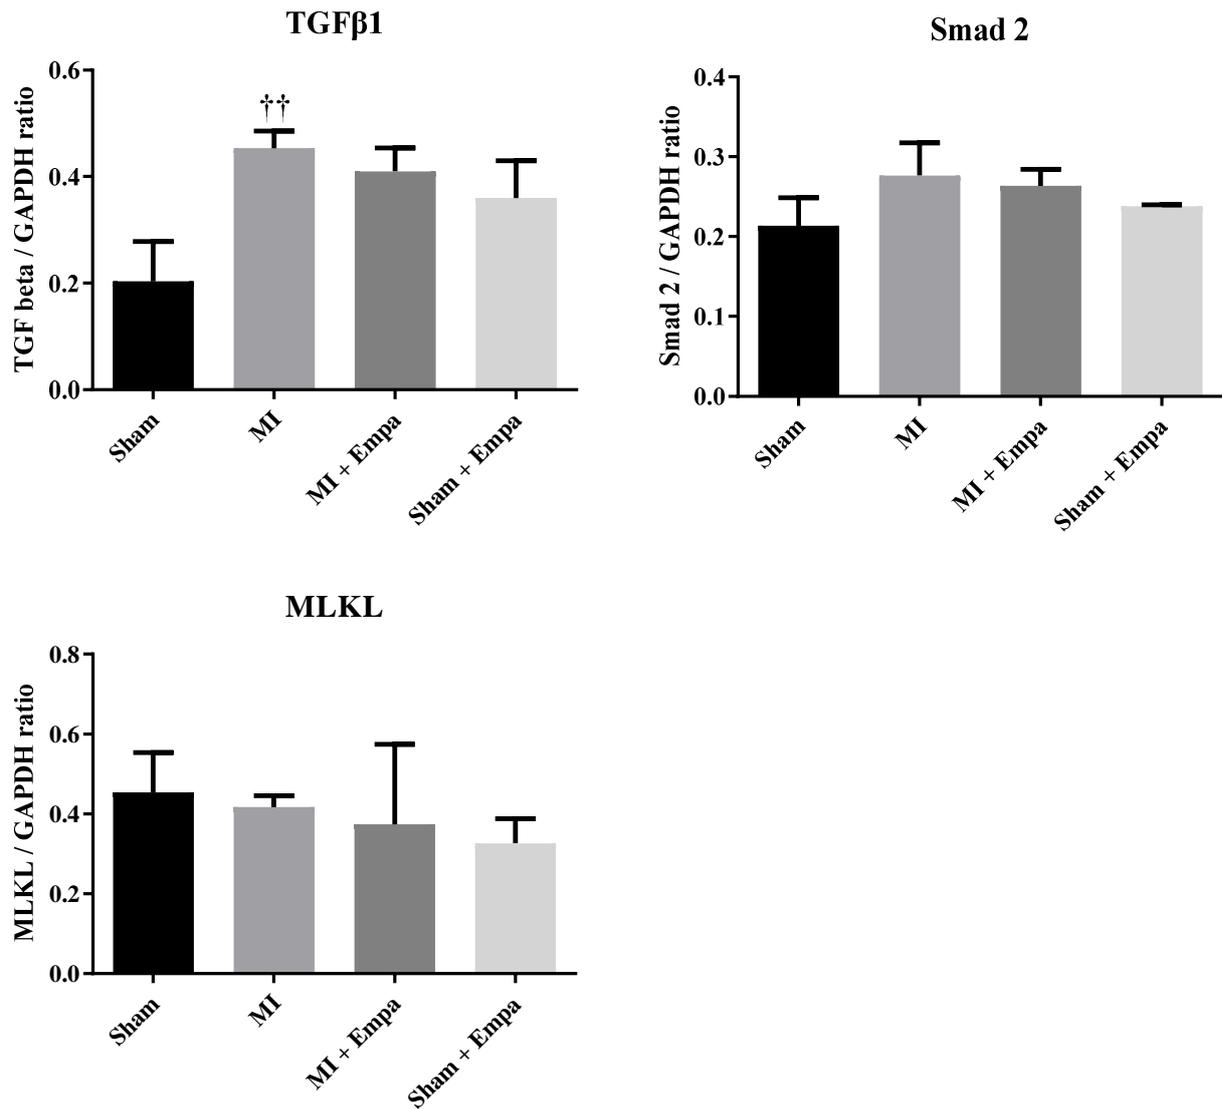 TGFβ1
TGF beta / GAPDH ratio
0.6
0.4
0.2
0.0
††
Sham
MI
MI + Empa
Sham + Empa
Smad 2
Smad 2 / GAPDH ratio
0.4
0.3
0.2
0.1
0.0
Sham
MI
MI + Empa
Sham + Empa
MLKL
MLKL / GAPDH ratio
0.8
0.6
0.4
0.2
0.0
Sham
MI
MI + Empa
Sham + Empa